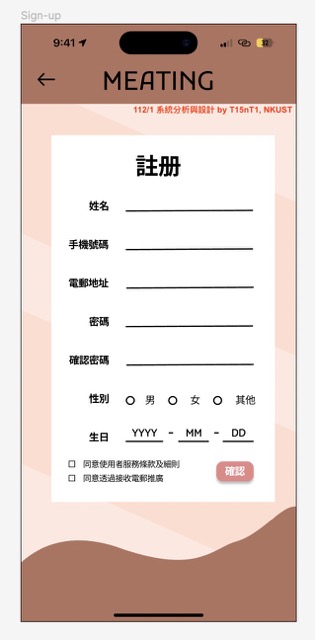 Sign-up
9:41
MEATING
112/1 系統分析與設計 by T15nT1, NKUST
註册
姓名
手機號碼
電郵地址
密碼
確認密碼
性別 男 女 其他
生日 YYYY - MM - DD
同意使用者服務條款及細則
同意透過接收電郵推廣
確認